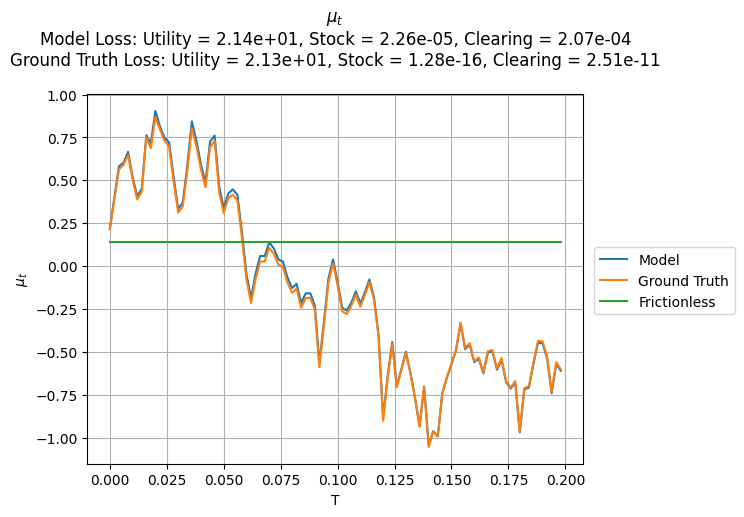 μ_t
Model Loss: Utility = 2.14e+01, Stock = 2.26e-05, Clearing = 2.07e-04
Ground Truth Loss: Utility = 2.13e+01, Stock = 1.28e-16, Clearing = 2.51e-11
1.00
0.75
0.50
0.25
0.00
−0.25
−0.50
−0.75
−1.00
μ_t
0.000
0.025
0.050
0.075
0.100
0.125
0.150
0.175
0.200
T
Model
Ground Truth
Frictionless